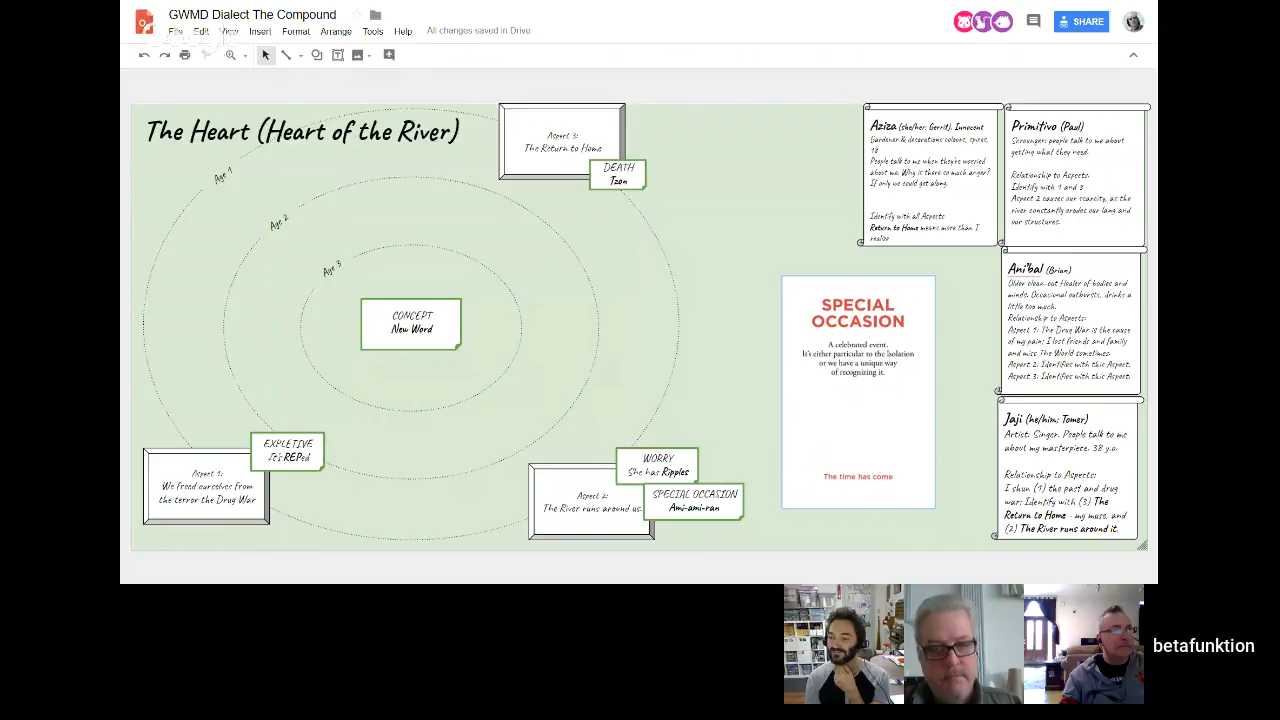 GWMD Dialect The Compound
File Edit View Insert Format Arrange Tools Help All changes saved in Drive
SHARE
The Heart (Heart of the River)
Age 1
Age 2
Age 3
Aspect 3:
The Return to Home
DEATH
Tzon
CONCEPT
New Word
EXPLETIVE
It's REPed
Aspect 1:
We freed ourselves from
the terror the Drug War
WORRY
She has Ripples
SPECIAL OCCASION
Ami-ami-ran
Aspect 2:
The River runs around us.
SPECIAL
OCCASION
A celebrated event.
It's either particular to the Isolation
or we have a unique way
of recognizing it.
The time has come
Aziza (she/her; Gerrit). Innocent
Gardener & decorations colours, spices,
18
People talk to me when they're worried
about me. Why is there so much anger?
If only we could get along.
Identify with all Aspects
Return to Home means more than I
realise
Primitivo (Paul)
Scrounger: people talk to me about
getting what they need.
Relationship to Aspects:
Identify with 1 and 3
Aspect 2 causes our scarcity, as the
river constantly erodes our lang and
our structures.
Ani'bal (Brian)
Older clean-cut Healer of bodies and
minds. Occasional outbursts, drinks a
little too much.
Relationship to Aspects:
Aspect 1: The Drug War is the cause
of my pain; I lost friends and family
and miss The World sometimes.
Aspect 2: Identifies with this Aspect.
Aspect 3: Identifies with this Aspect.
Jaji (he/him; Tomer)
Artist: Singer. People talk to me
about my masterpiece. 38 y.o.
Relationship to Aspects:
I shun (1) the past and drug
war; Identify with (3) The
Return to Home - my muse, and
(2) The River runs around it.
betafunktion